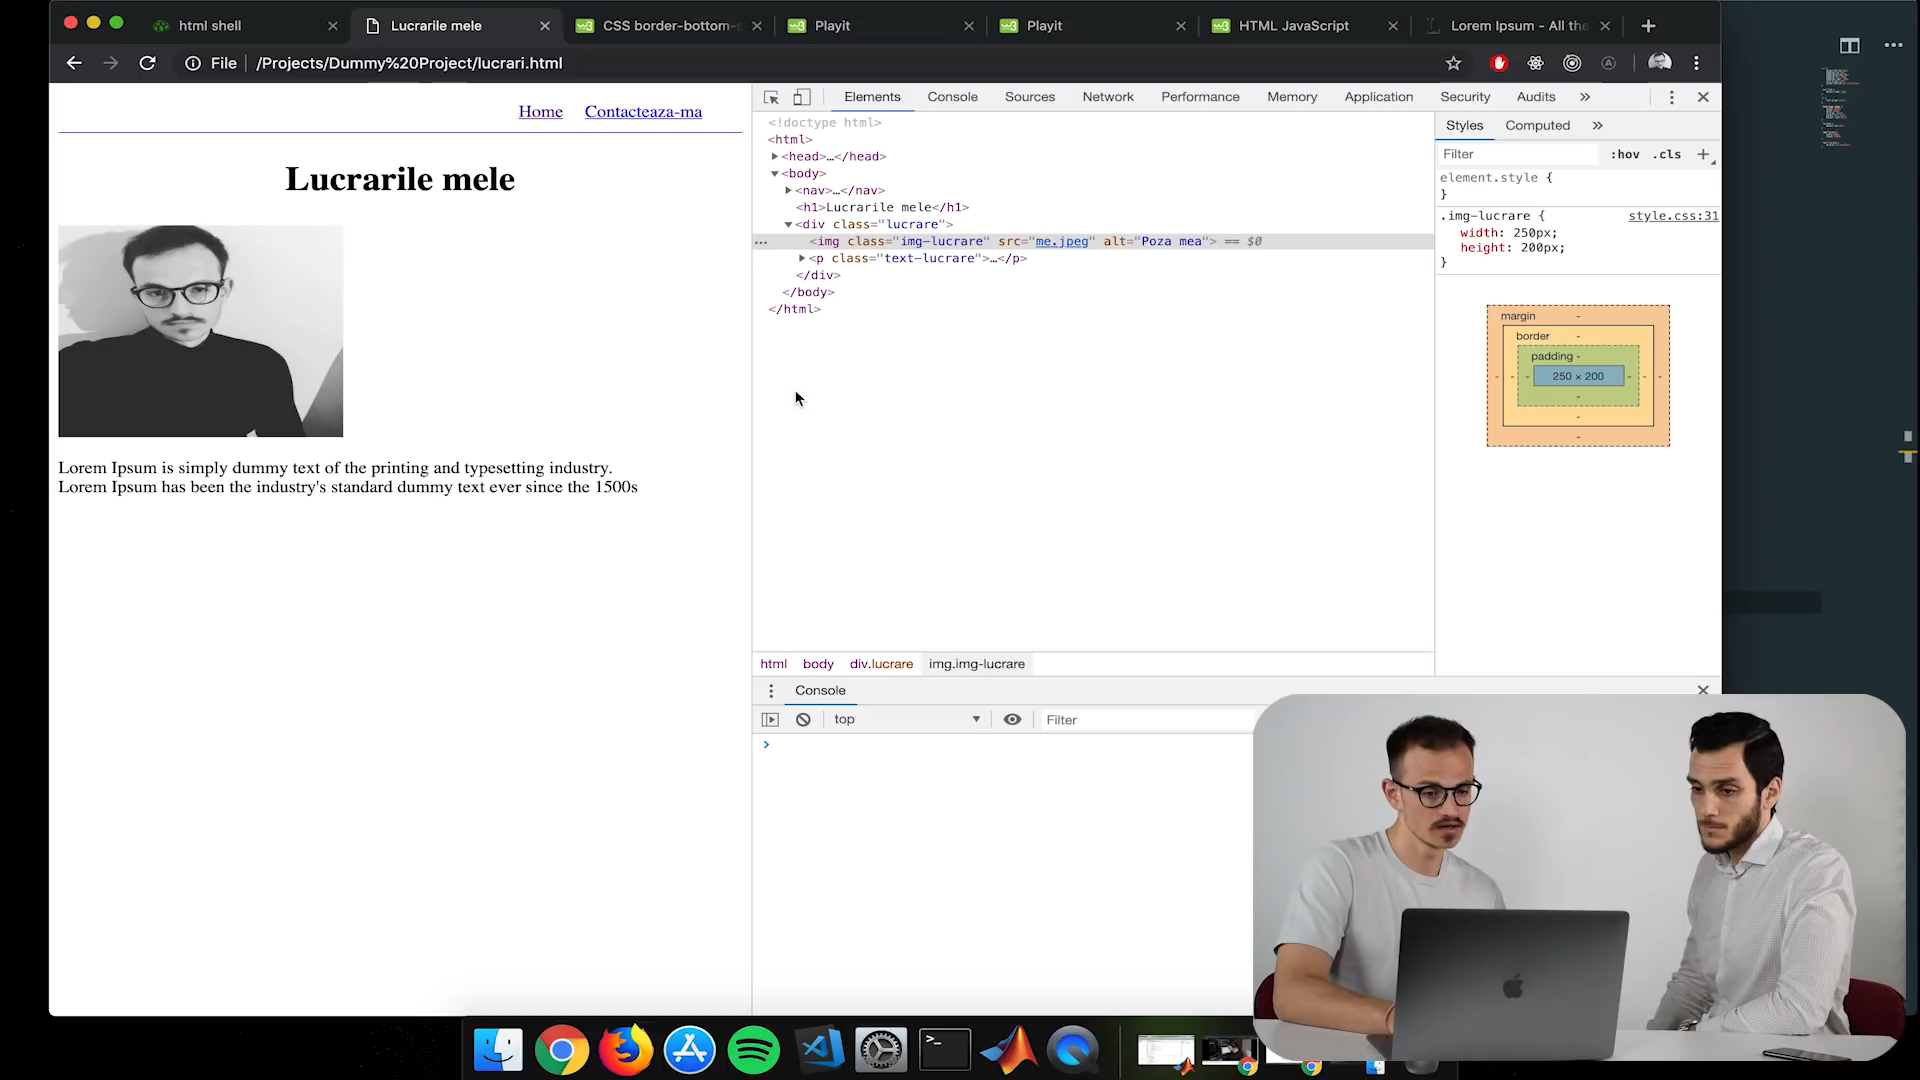 html shell
Lucrarile mele
CSS border-bottom-s
Playit
Playit
HTML JavaScript
Lorem Ipsum - All the
File
/Projects/Dummy%20Project/lucrari.html
Home
Contacteaza-ma
Lucrarile mele
Lorem Ipsum is simply dummy text of the printing and typesetting industry.
Lorem Ipsum has been the industry's standard dummy text ever since the 1500s
Elements
Console
Sources
Network
Performance
Memory
Application
Security
Audits
»
<!doctype html>
<html>
<head>…</head>
<body>
<nav>…</nav>
<h1>Lucrarile mele</h1>
<div class="lucrare">
<img class="img-lucrare" src="me.jpeg" alt="Poza mea"> == $0
<p class="text-lucrare">…</p>
</div>
</body>
</html>
html
body
div.lucrare
img.img-lucrare
Styles
Computed
»
Filter
:hov
.cls
+
element.style {
}
.img-lucrare {
style.css:31
width: 250px;
height: 200px;
}
margin -
border -
padding -
250 × 200
Console
top
Filter
>
>_